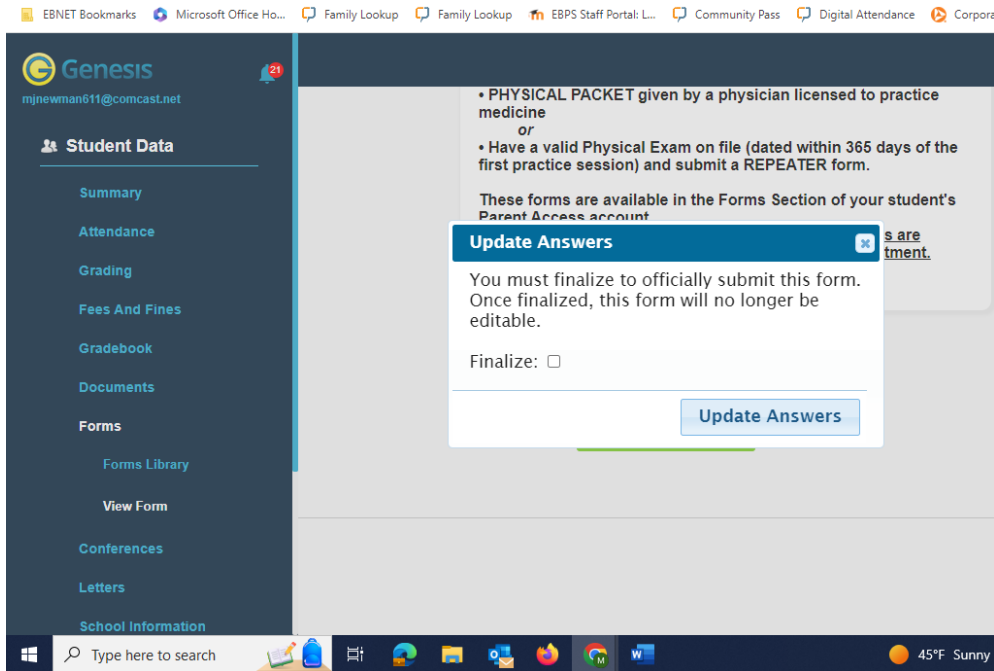 EBNET Bookmarks Microsoft Office Ho... Family Lookup Family Lookup EBPS Staff Portal: L... Community Pass Digital Attendance Corpora
Genesis
21
mjnewman611@comcast.net
Student Data
Summary
Attendance
Grading
Fees And Fines
Gradebook
Documents
Forms
Forms Library
View Form
Conferences
Letters
School Information
• PHYSICAL PACKET given by a physician licensed to practice
medicine
or
• Have a valid Physical Exam on file (dated within 365 days of the
first practice session) and submit a REPEATER form.
These forms are available in the Forms Section of your student's
Parent Access account
s are
tment.
Update Answers
You must finalize to officially submit this form.
Once finalized, this form will no longer be
editable.
Finalize:
Update Answers
Type here to search
45°F Sunny